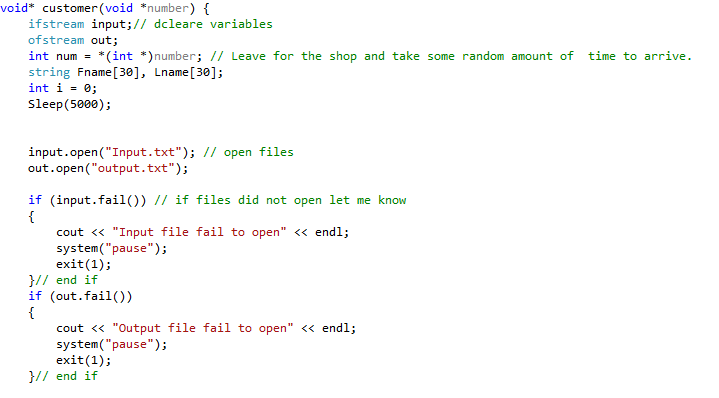 void* customer(void *number) {
ifstream input;// dcleare variables
ofstream out;
int num = *(int *)number; // Leave for the shop and take some random amount of  time to arrive.
string Fname[30], Lname[30];
int i = 0;
Sleep(5000);
input.open("Input.txt"); // open files
out.open("output.txt");
if (input.fail()) // if files did not open let me know
{
cout << "Input file fail to open" << endl;
system("pause");
exit(1);
}// end if
if (out.fail())
{
cout << "Output file fail to open" << endl;
system("pause");
exit(1);
}// end if